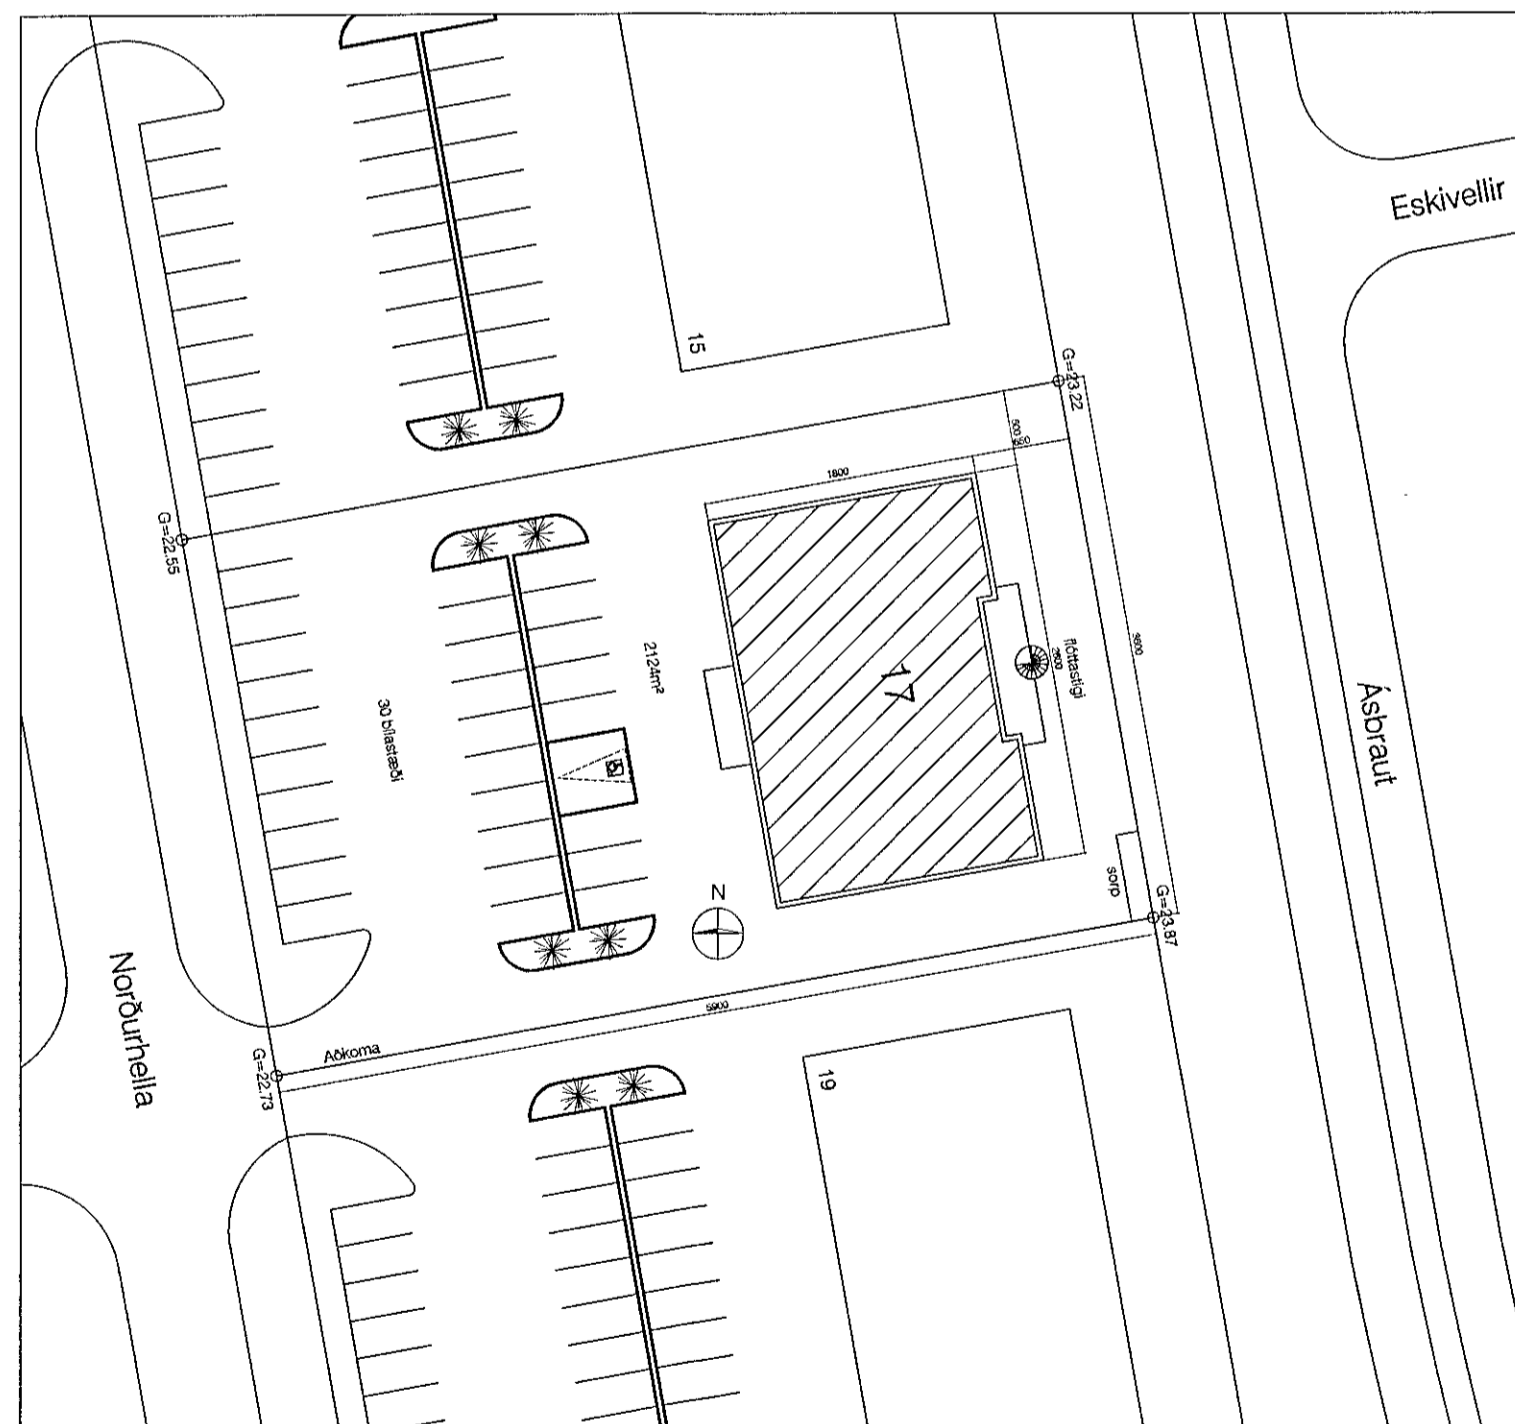 Eskivellir
15
G=23.22
500
650
1800
G=22.55
2124m²
17
flóttastigi
2600
3600
30 bílastæði
Ásbraut
sorp
N
G=23.87
Norðurhella
5900
Aðkoma
G=22.73
19